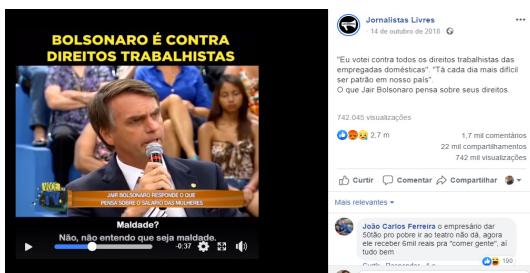 BOLSONARO É CONTRA
DIREITOS TRABALHISTAS
JAIR BOLSONARO RESPONDE O QUE
PENSA SOBRE O SALARIO DAS MULHERES
Maldade?
Não, não entendo que seja maldade.
-0:37
Jornalistas Livres
14 de outubro de 2018
"Eu votei contra todos os direitos trabalhistas das
empregadas domésticas". "Tá cada dia mais difícil
ser patrão em nosso país".
O que Jair Bolsonaro pensa sobre seus direitos.
742.045 visualizações
2,7 m
1,7 mil comentários
22 mil compartilhamentos
742 mil visualizações
Curtir Comentar Compartilhar
Mais relevantes
João Carlos Ferreira o empresário dar
50tão pro pobre ir ao teatro não dá, agora
ele receber 6mil reais pra "comer gente", aí
tudo bem
190